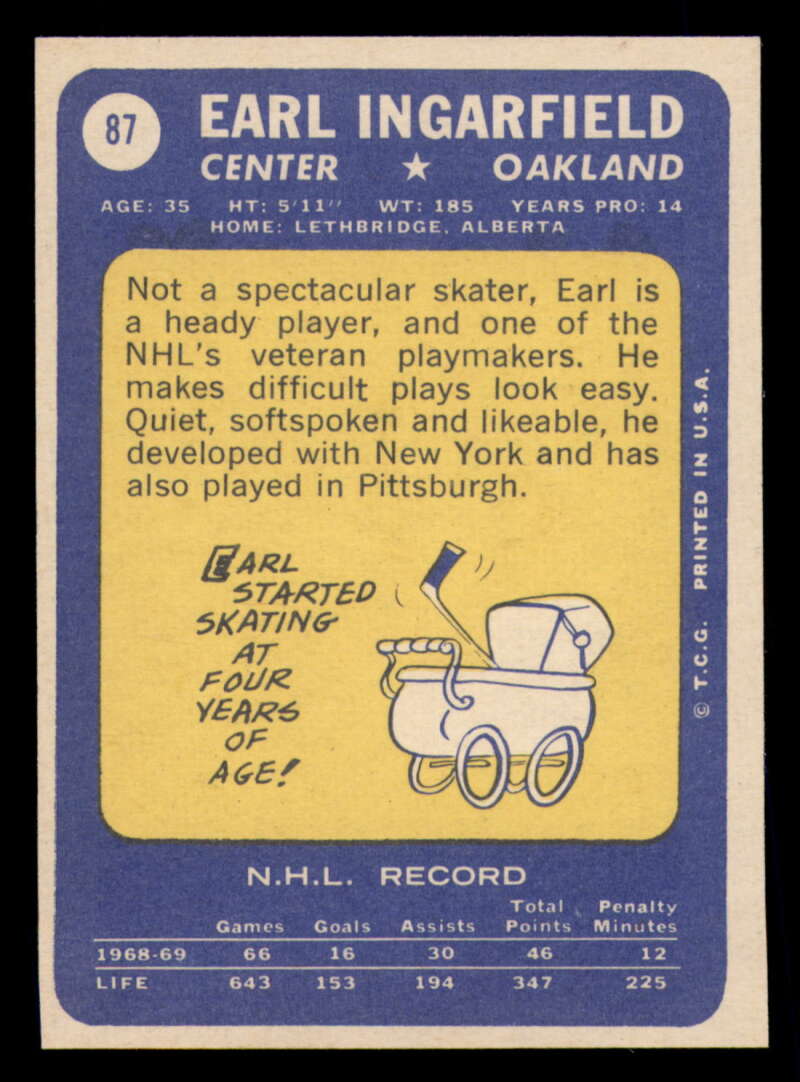 87
EARL INGARFIELD
CENTER ★ OAKLAND
AGE: 35 HT: 5'11" WT: 185 YEARS PRO: 14
HOME: LETHBRIDGE, ALBERTA
Not a spectacular skater, Earl is
a heady player, and one of the
NHL's veteran playmakers. He
makes difficult plays look easy.
Quiet, softspoken and likeable, he
developed with New York and has
also played in Pittsburgh.
EARL
STARTED
SKATING
AT
FOUR
YEARS
OF
AGE!
© T.C.G. PRINTED IN U.S.A.
N.H.L. RECORD
Games Goals Assists Total Points Penalty Minutes
1968-69 66 16 30 46 12
LIFE 643 153 194 347 225